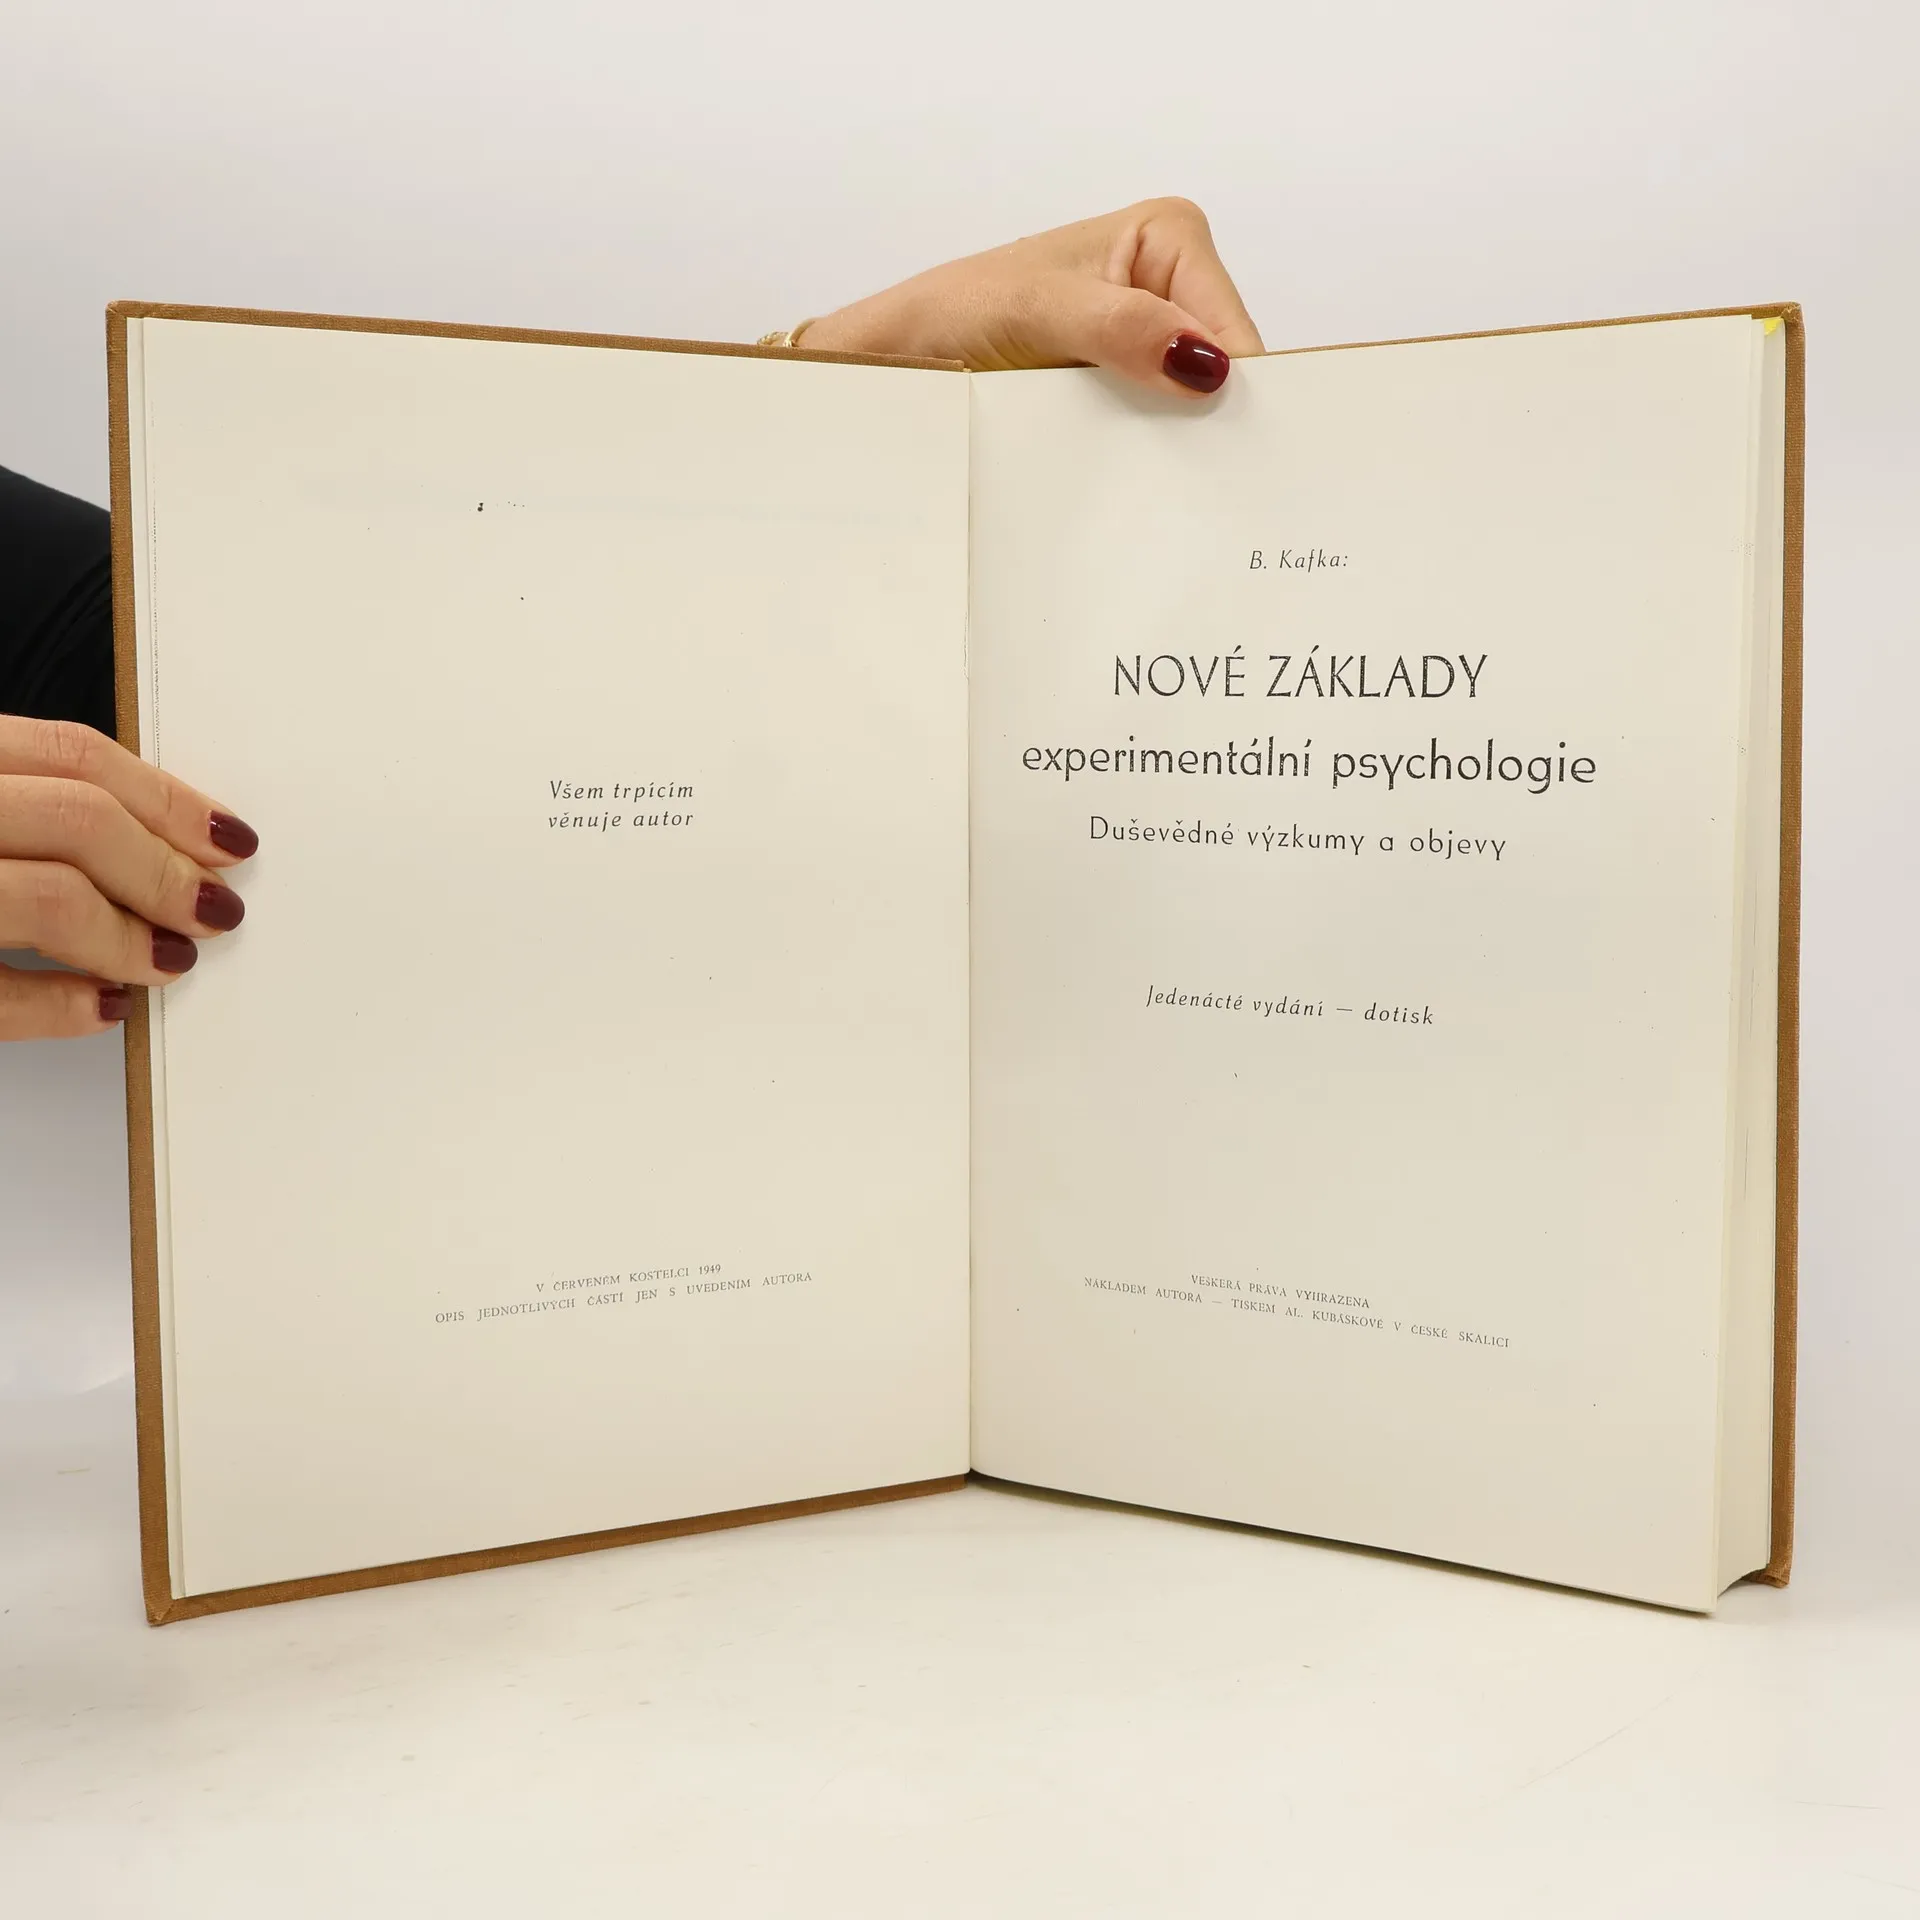 Všem trpícím
věnuje autor
V ČERVENÉM KOSTELCI 1949
OPIS JEDNOTLIVÝCH ČÁSTÍ JEN S UVEDENÍM AUTORA
B. Kafka:
NOVÉ ZÁKLADY
experimentální psychologie
Duševědné výzkumy a objevy
Jedenácté vydání — dotisk
VEŠKERÁ PRÁVA VYHRAZENA
NÁKLADEM AUTORA — TISKEM AL. KUBÁSKOVÉ V ČESKÉ SKALICI